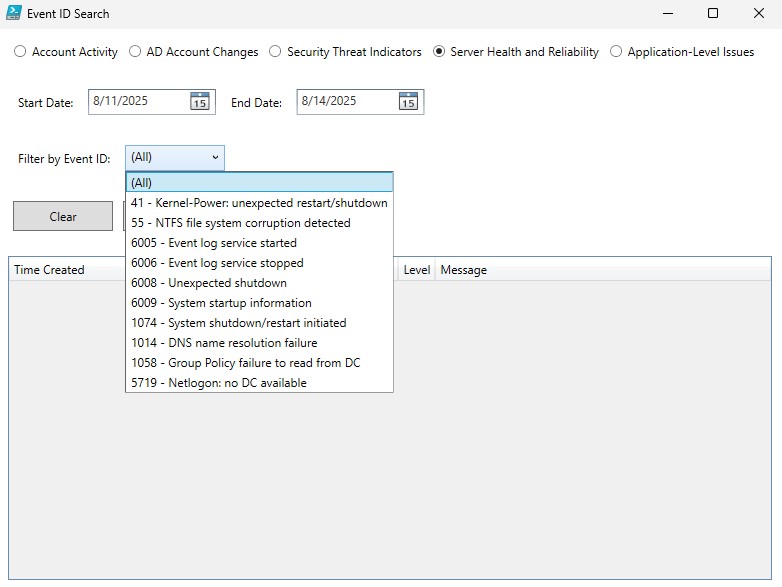 Event ID Search
Account Activity AD Account Changes Security Threat Indicators Server Health and Reliability Application-Level Issues
Start Date: 8/11/2025 15 End Date: 8/14/2025 15
Filter by Event ID: (All)
(All)
41 - Kernel-Power: unexpected restart/shutdown
55 - NTFS file system corruption detected
6005 - Event log service started
6006 - Event log service stopped
6008 - Unexpected shutdown
6009 - System startup information
1074 - System shutdown/restart initiated
1014 - DNS name resolution failure
1058 - Group Policy failure to read from DC
5719 - Netlogon: no DC available
Clear
Time Created Level Message